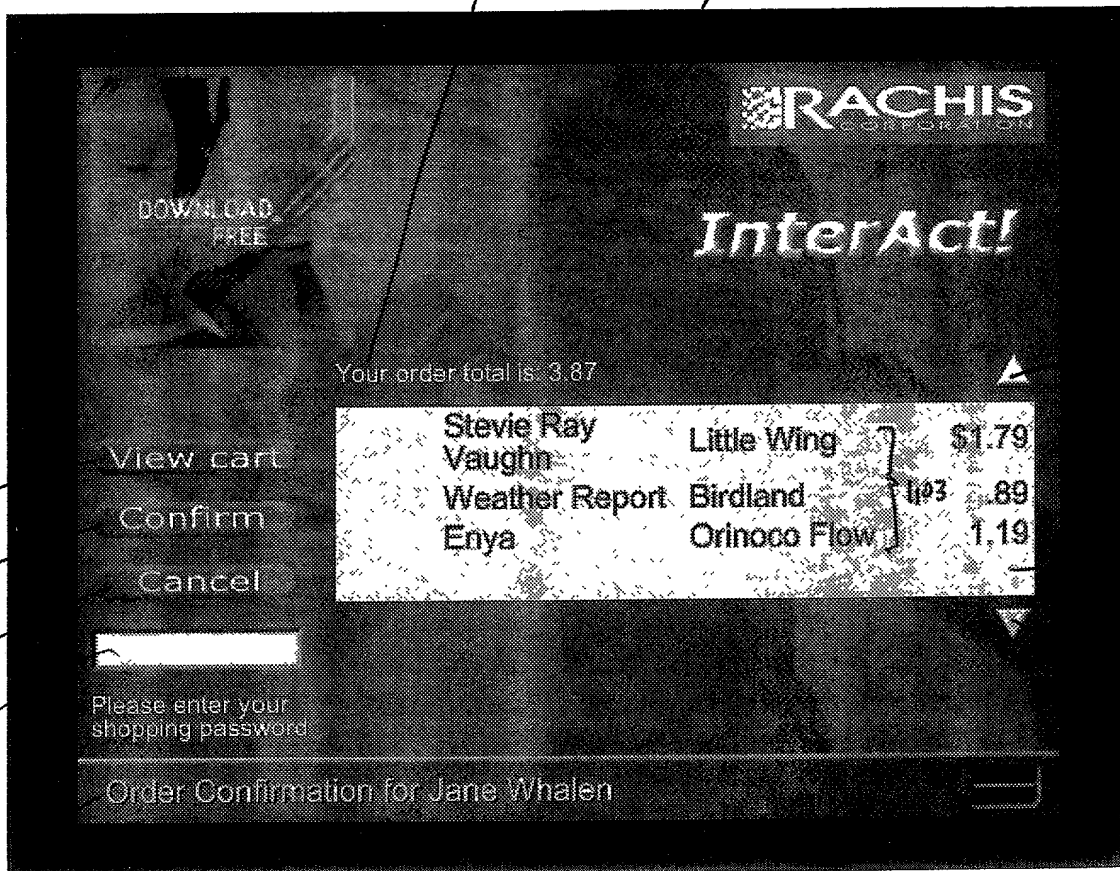 RACHIS
CORPORATION
DOWNLOAD
FREE
InterAct!
Your order total is: 3.87
Stevie Ray Vaughn Little Wing $1.79
Weather Report Birdland .89
Enya Orinoco Flow 1.19
View cart
Confirm
Cancel
Please enter your
shopping password
Order Confirmation for Jane Whalen